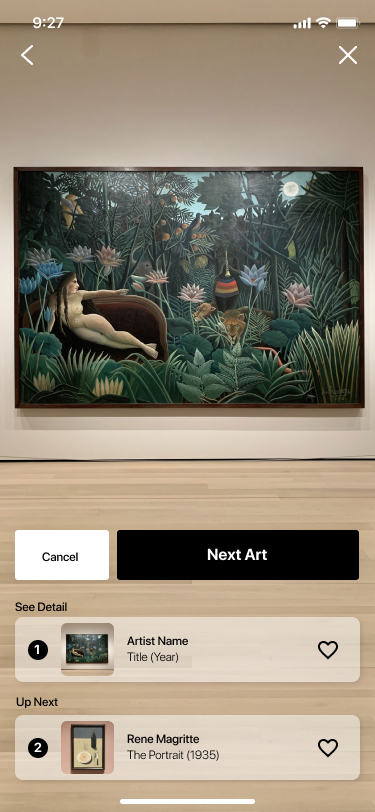 9:27
Cancel
Next Art
See Detail
1
Artist Name
Title (Year)
Up Next
2
Rene Magritte
The Portrait (1935)